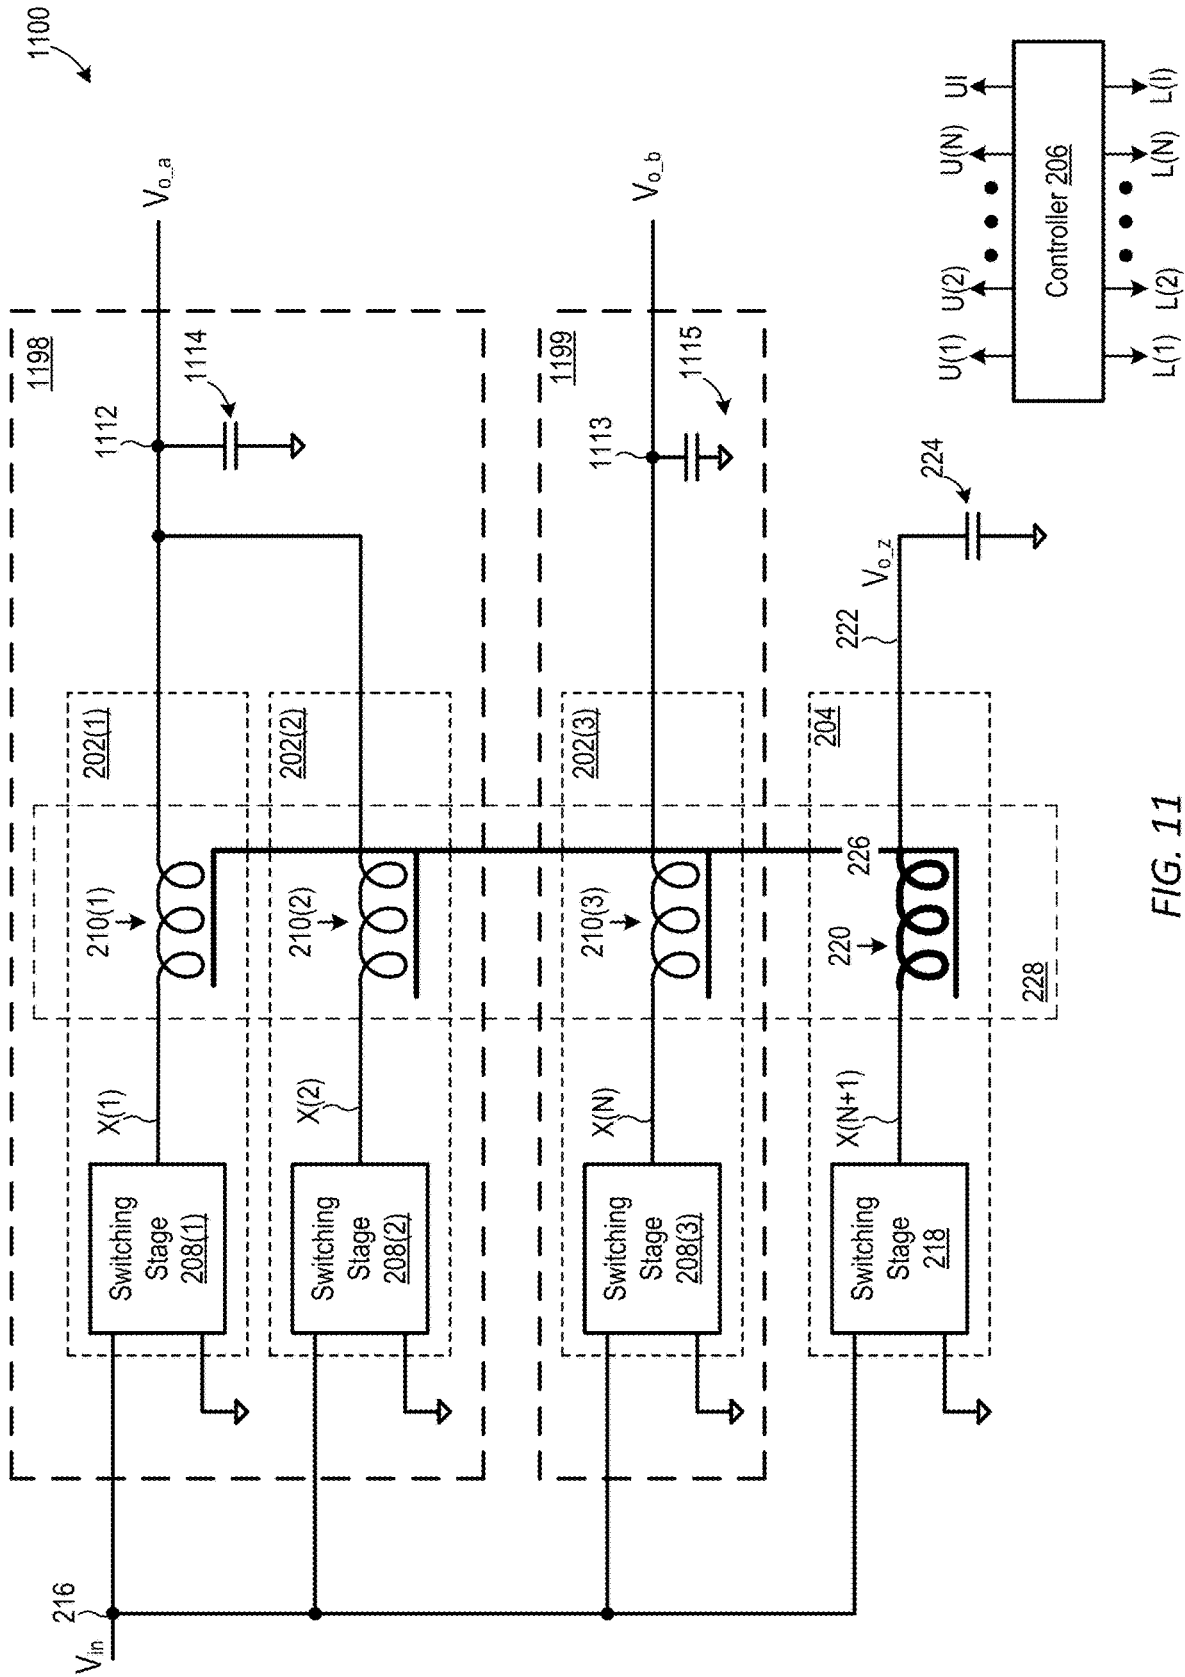 1100
1198
1112
1114
V_o_a
202(1)
210(1)
X(1)
Switching
Stage
208(1)
202(2)
210(2)
X(2)
Switching
Stage
208(2)
1199
1113
1115
V_o_b
202(3)
210(3)
X(N)
Switching
Stage
208(3)
204
226
220
228
222
V_o_z
224
X(N+1)
Switching
Stage
218
216
V_in
U(1)
U(2)
U(N)
UI
Controller 206
L(1)
L(2)
L(N)
L(I)
FIG. 11